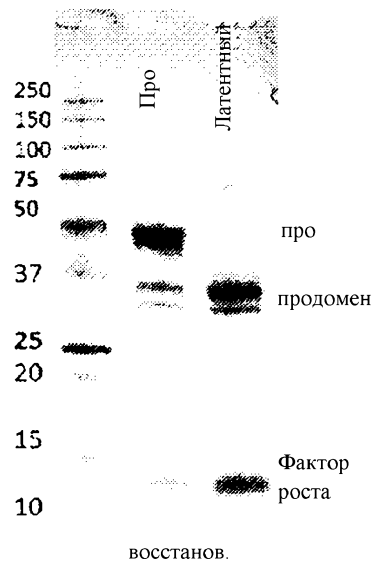 Про
Латентный
250
150
100
75
50
37
25
20
15
10
про
продомен
Фактор
роста
восстанов.